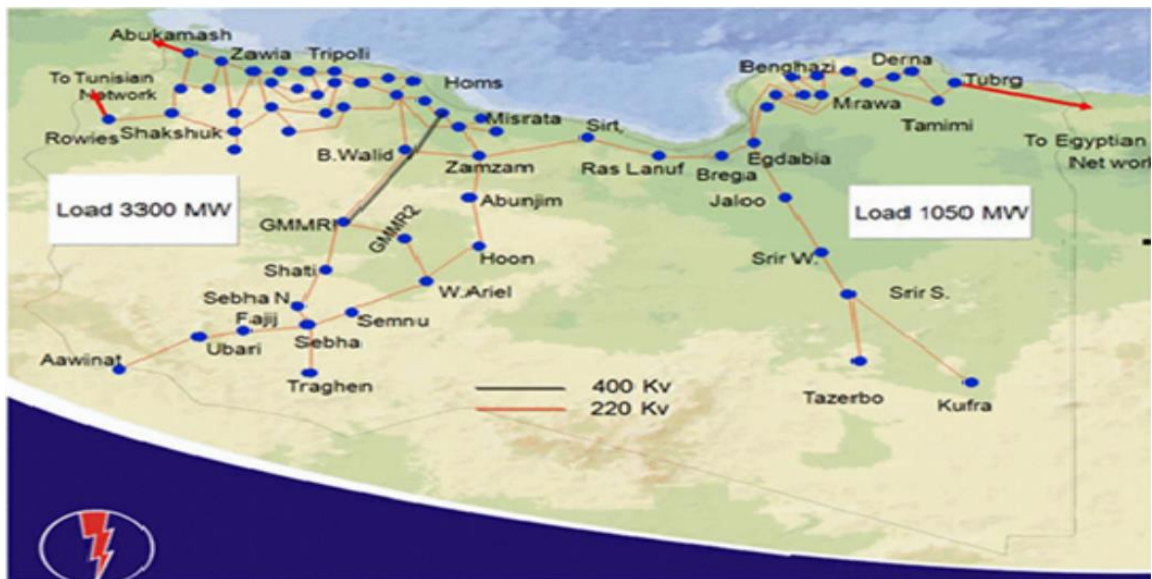 Abukamash
Zawia Tripoli
Derna
Benghazi
To Tunisian
Network
Homs
Tubrg
Rowies
Shakshuk
Misrata
Mrawa
Tamimi
Sirt,
To Egyptian
Net work
B.Walid
Zamzam
Ras Lanuf
Brega
Egdabia
Load 3300 MW
Abunjim
Jaloo
Load 1050 MW
GMMR
GMMR2
Hoon
Srir W.
Shati
W.Ariel
Srir S.
Sebha N
Semnu
Fajij
Ubari
Sebha
Aawinat
Traghen
400 Kv
220 Kv
Tazerbo
Kufra